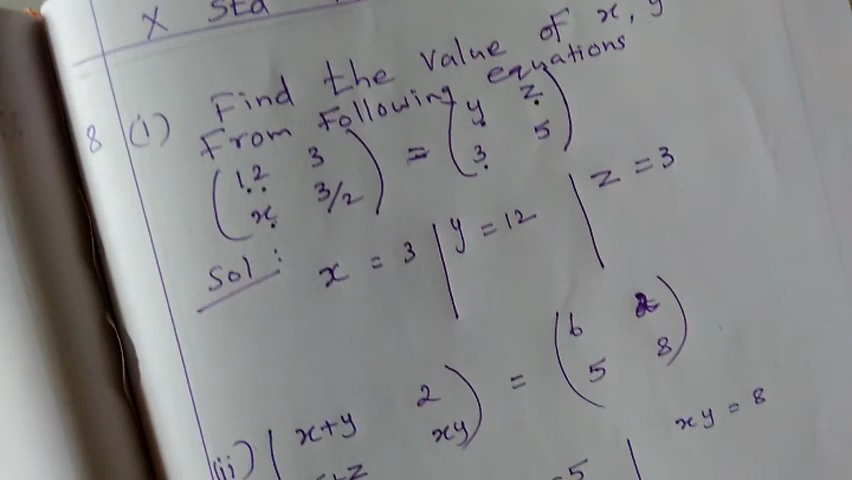 X Std
8 (i) Find the value of x, y
From Following equations
(12 3
x 3/2) = (y z
3 5)
Sol: x = 3 | y = 12 | z = 3
(ii) (x+y 2
xy) = (6 2
5 8)
xy = 8